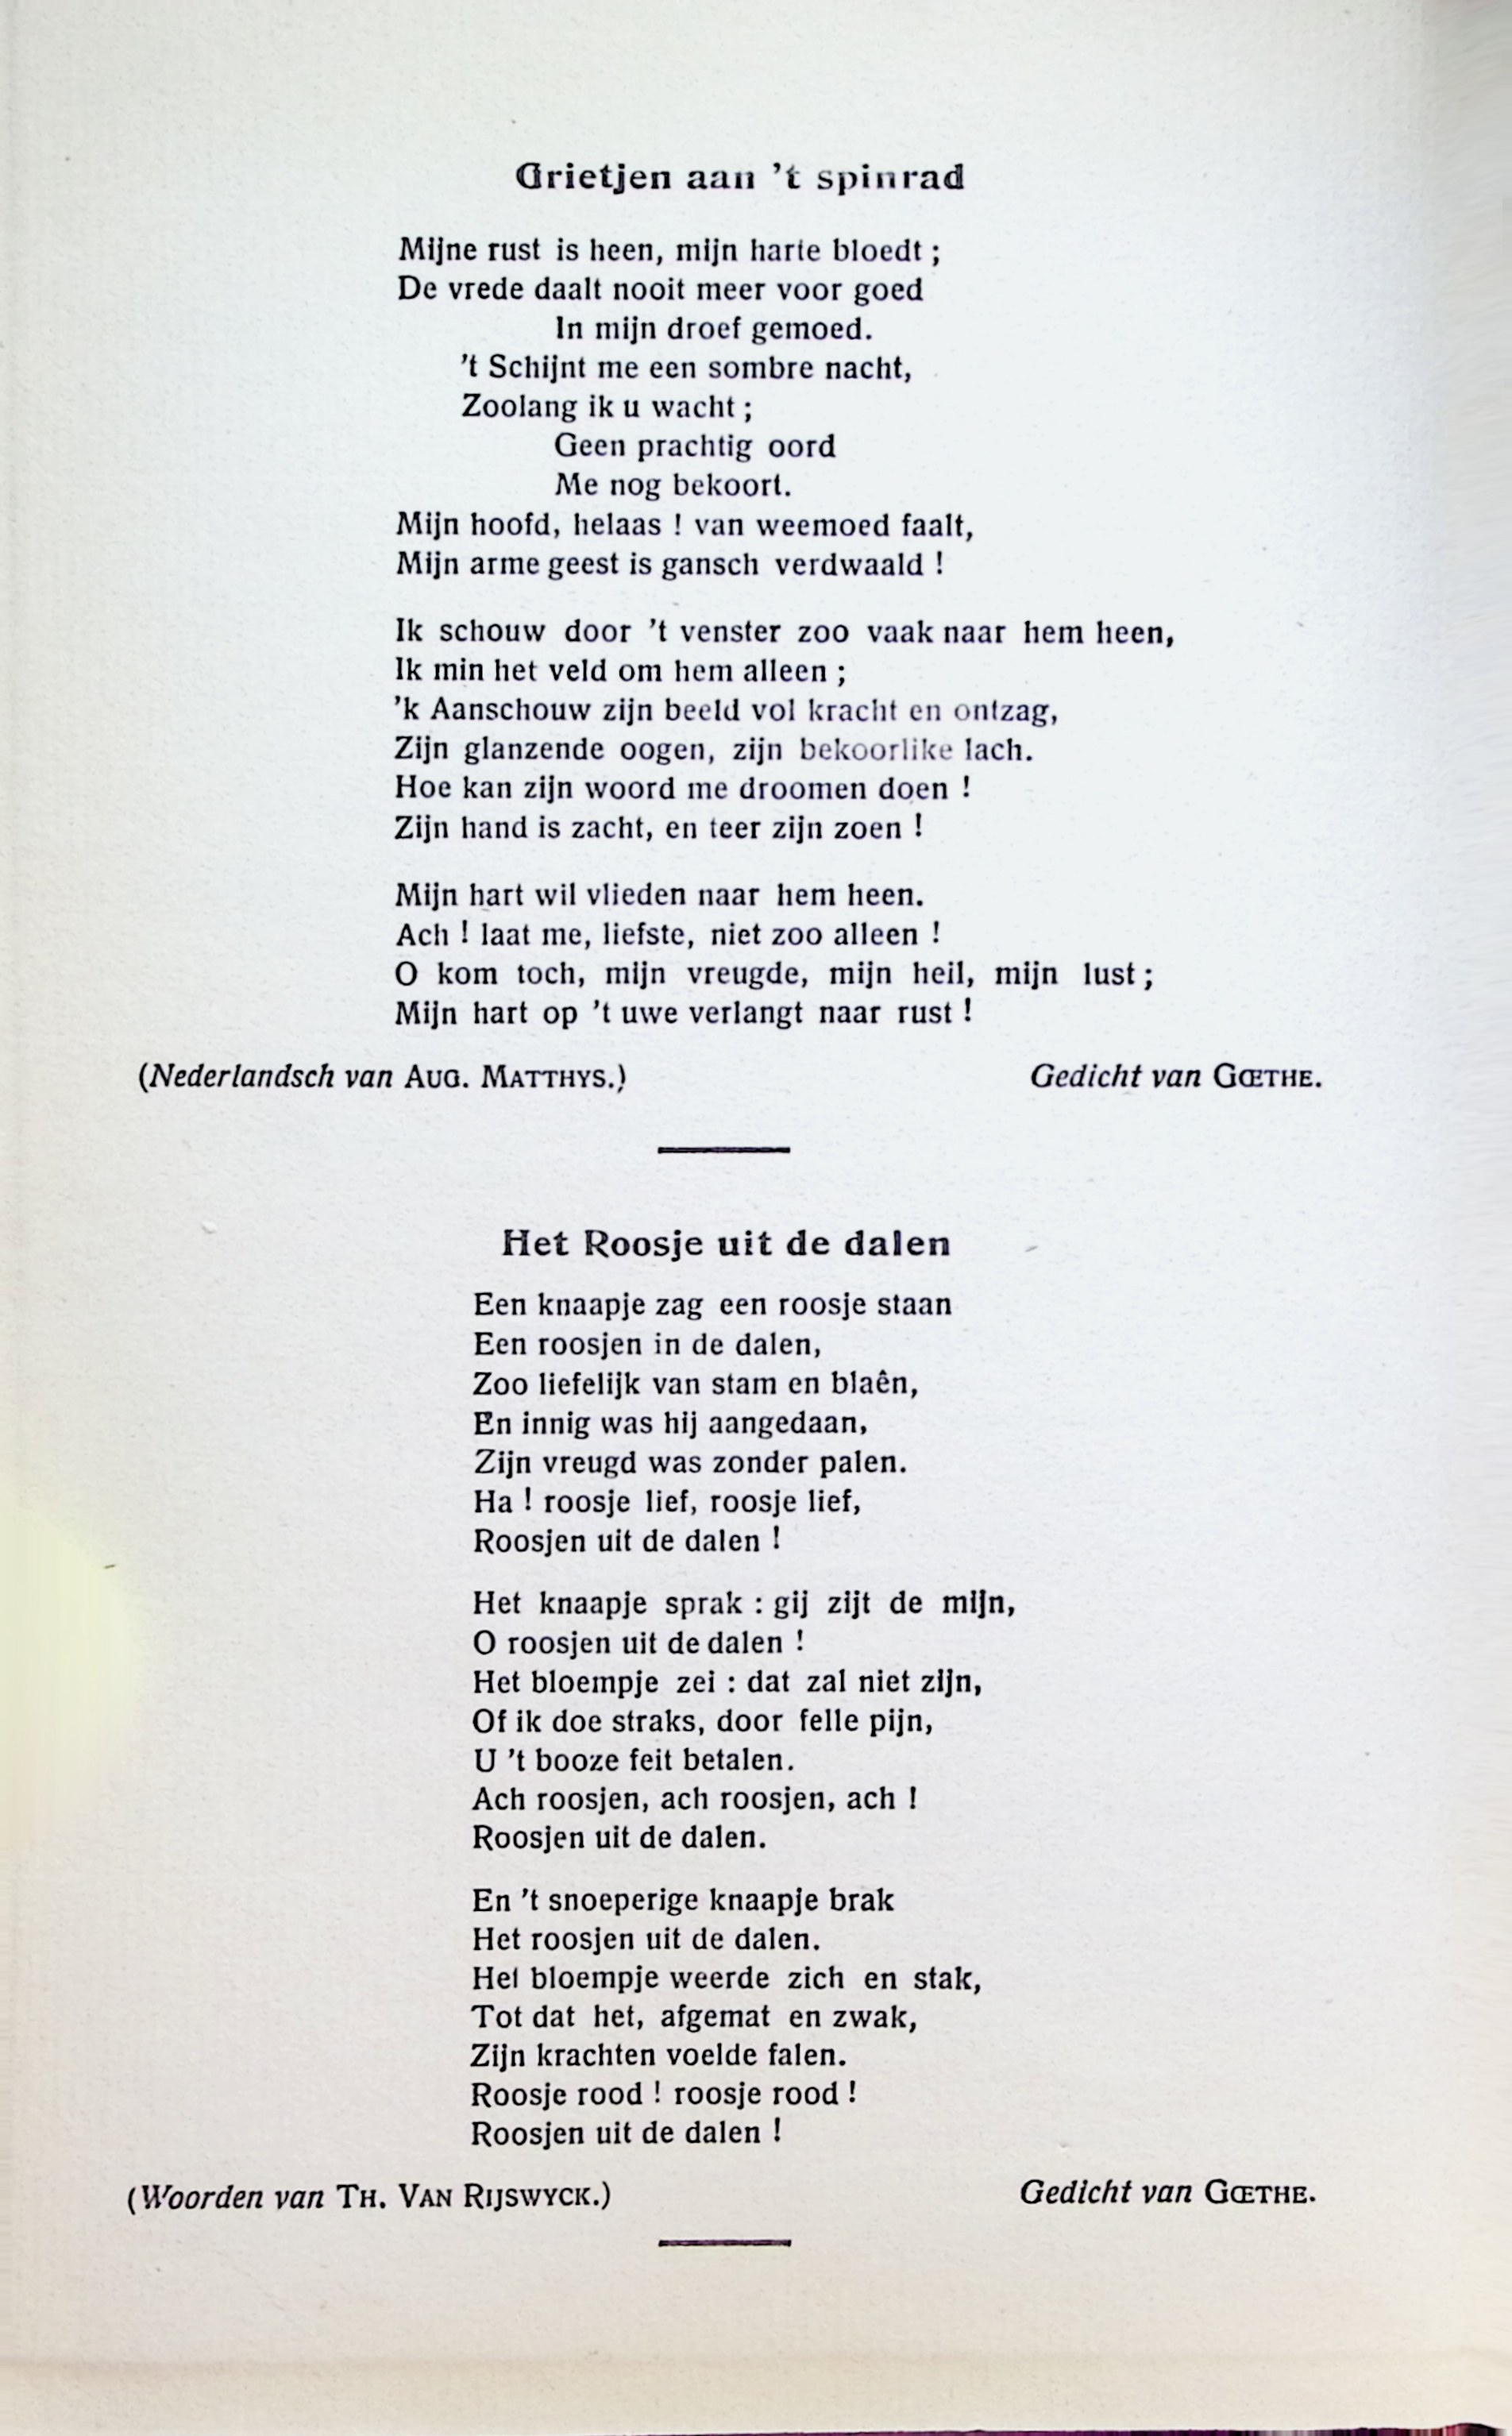 Grietjen aan 't spinrad
Mijne rust is heen, mijn harte bloedt ;
De vrede daalt nooit meer voor goed
In mijn droef gemoed.
't Schijnt me een sombre nacht,
Zoolang ik u wacht ;
Geen prachtig oord
Me nog bekoort.
Mijn hoofd, helaas ! van weemoed faalt,
Mijn arme geest is gansch verdwaald !
Ik schouw door 't venster zoo vaak naar hem heen,
Ik min het veld om hem alleen ;
'k Aanschouw zijn beeld vol kracht en ontzag,
Zijn glanzende oogen, zijn bekoorlike lach.
Hoe kan zijn woord me droomen doen !
Zijn hand is zacht, en teer zijn zoen !
Mijn hart wil vlieden naar hem heen.
Ach ! laat me, liefste, niet zoo alleen !
O kom toch, mijn vreugde, mijn heil, mijn lust ;
Mijn hart op 't uwe verlangt naar rust !
(Nederlandsch van AUG. MATTHYS.) Gedicht van GŒTHE.
Het Roosje uit de dalen
Een knaapje zag een roosje staan
Een roosjen in de dalen,
Zoo liefelijk van stam en blaên,
En innig was hij aangedaan,
Zijn vreugd was zonder palen.
Ha ! roosje lief, roosje lief,
Roosjen uit de dalen !
Het knaapje sprak : gij zijt de mijn,
O roosjen uit de dalen !
Het bloempje zei : dat zal niet zijn,
Of ik doe straks, door felle pijn,
U 't booze feit betalen.
Ach roosjen, ach roosjen, ach !
Roosjen uit de dalen.
En 't snoeperige knaapje brak
Het roosjen uit de dalen.
Het bloempje weerde zich en stak,
Tot dat het, afgemat en zwak,
Zijn krachten voelde falen.
Roosje rood ! roosje rood !
Roosjen uit de dalen !
(Woorden van TH. VAN RIJSWYCK.) Gedicht van GŒTHE.